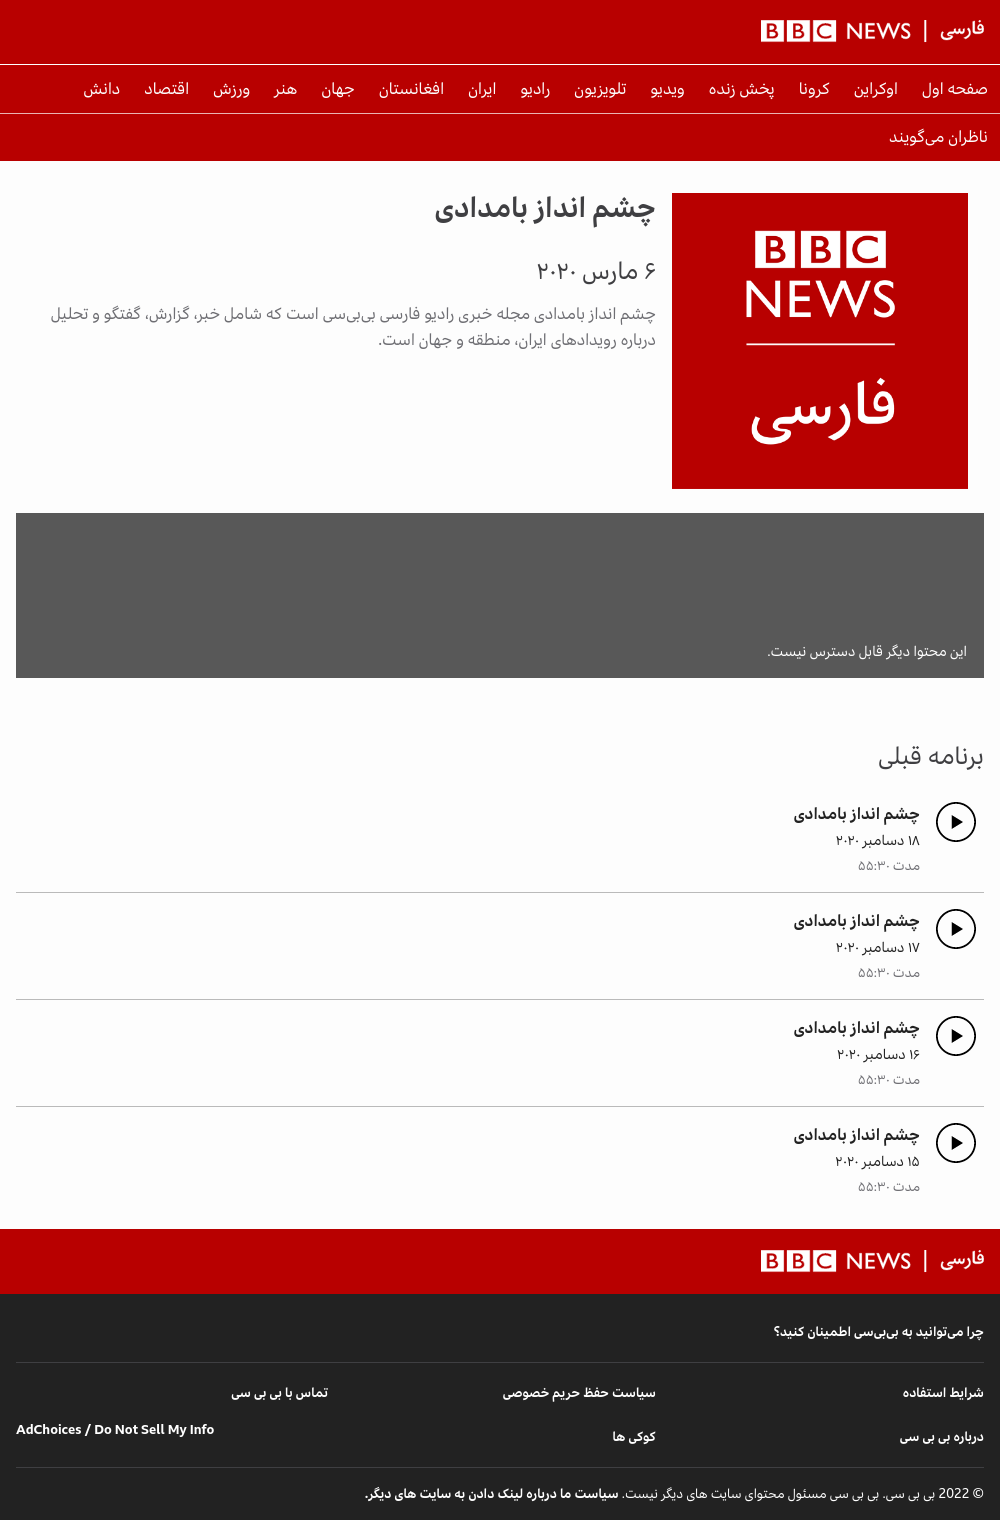 BBC NEWS | فارسی
صفحه اول اوکراین کرونا پخش زنده ویدیو تلویزیون رادیو ایران افغانستان جهان هنر ورزش اقتصاد دانش
ناظران می‌گویند
BBC
NEWS
فارسی
چشم انداز بامدادی
۶ مارس ۲۰۲۰
چشم انداز بامدادی مجله خبری رادیو فارسی بی‌بی‌سی است که شامل خبر، گزارش، گفتگو و تحلیل
درباره رویدادهای ایران، منطقه و جهان است.
این محتوا دیگر قابل دسترس نیست.
برنامه قبلی
چشم انداز بامدادی
۱۸ دسامبر ۲۰۲۰
مدت ۵۵:۳۰
چشم انداز بامدادی
۱۷ دسامبر ۲۰۲۰
مدت ۵۵:۳۰
چشم انداز بامدادی
۱۶ دسامبر ۲۰۲۰
مدت ۵۵:۳۰
چشم انداز بامدادی
۱۵ دسامبر ۲۰۲۰
مدت ۵۵:۳۰
BBC NEWS | فارسی
چرا می‌توانید به بی‌بی‌سی اطمینان کنید؟
شرایط استفاده
سیاست حفظ حریم خصوصی
تماس با بی بی سی
درباره بی بی سی
کوکی ها
AdChoices / Do Not Sell My Info
© 2022 بی بی سی. بی بی سی مسئول محتوای سایت های دیگر نیست. سیاست ما درباره لینک دادن به سایت های دیگر.